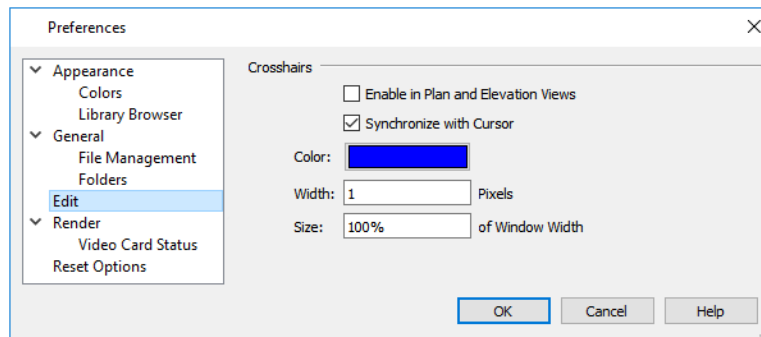 Preferences
Appearance
Colors
Library Browser
General
File Management
Folders
Edit
Render
Video Card Status
Reset Options
Crosshairs
Enable in Plan and Elevation Views
Synchronize with Cursor
Color:
Width: 1 Pixels
Size: 100% of Window Width
OK Cancel Help